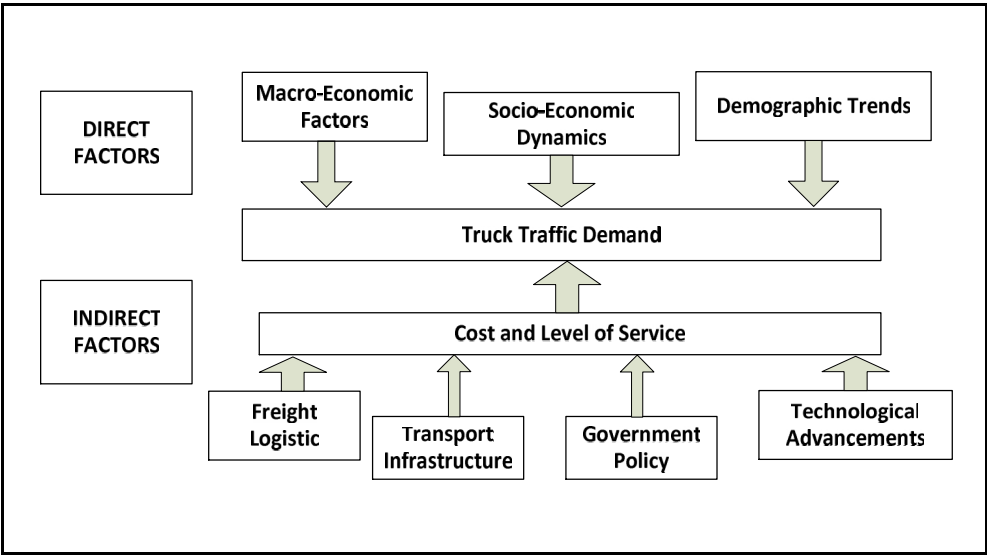 DIRECT
FACTORS
Macro-Economic
Factors
Socio-Economic
Dynamics
Demographic Trends
Truck Traffic Demand
INDIRECT
FACTORS
Cost and Level of Service
Freight
Logistic
Transport
Infrastructure
Government
Policy
Technological
Advancements